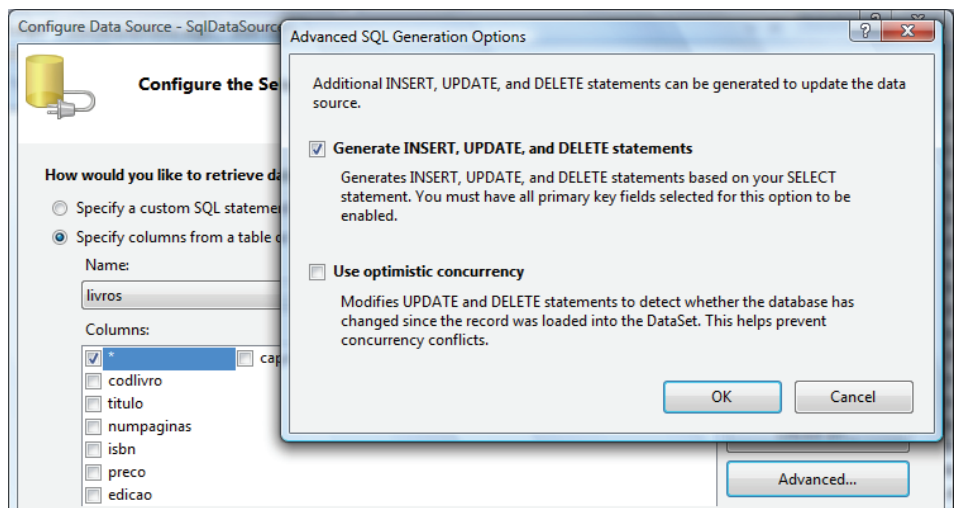 Configure Data Source - SqlDataSource
Configure the Se
How would you like to retrieve da
Specify a custom SQL stateme
Specify columns from a table o
Name:
livros
Columns:
*
cap
codlivro
titulo
numpaginas
isbn
preco
edicao
Advanced SQL Generation Options
Additional INSERT, UPDATE, and DELETE statements can be generated to update the data
source.
Generate INSERT, UPDATE, and DELETE statements
Generates INSERT, UPDATE, and DELETE statements based on your SELECT
statement. You must have all primary key fields selected for this option to be
enabled.
Use optimistic concurrency
Modifies UPDATE and DELETE statements to detect whether the database has
changed since the record was loaded into the DataSet. This helps prevent
concurrency conflicts.
OK
Cancel
Advanced...